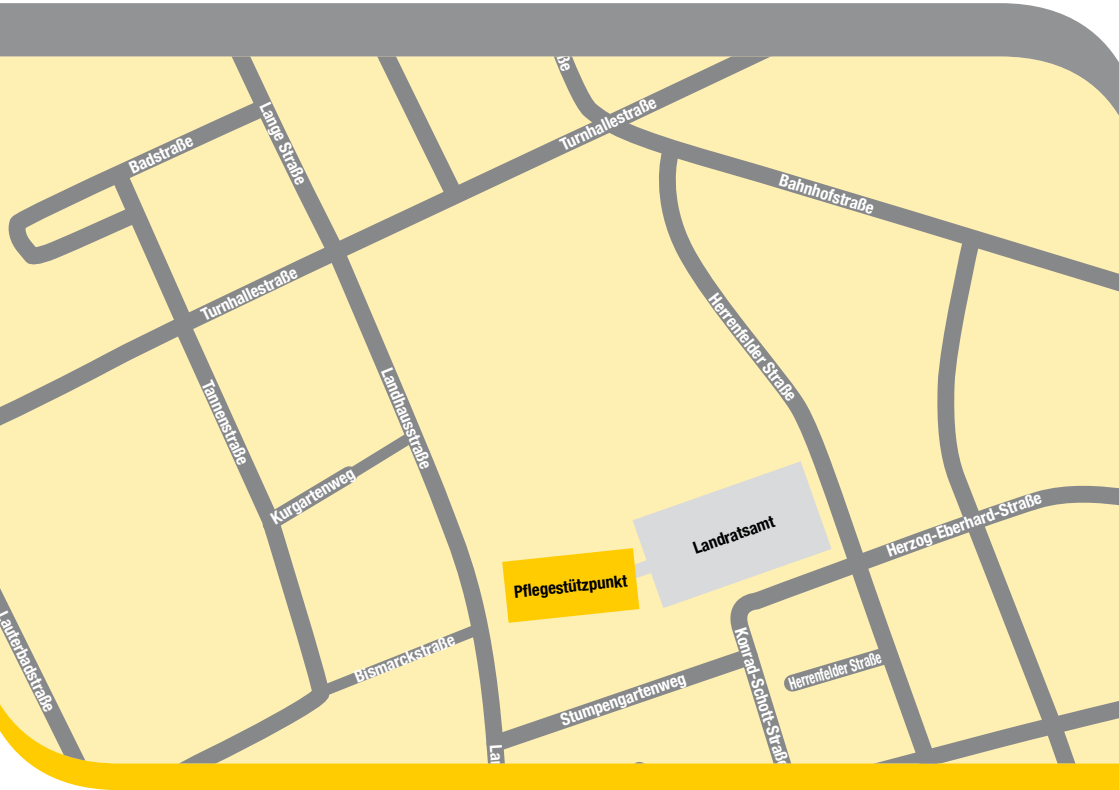 ße
Turnhallestraße
Lange Straße
Badstraße
Bahnhofstraße
Turnhallestraße
Herrenfelder Straße
Landhausstraße
Tannenstraße
Kurgartenweg
Herzog-Eberhard-Straße
Landratsamt
Pflegestützpunkt
Lauterbadstraße
Bismarckstraße
Konrad-Schott-Straße
Herrenfelder Straße
Stumpengartenweg